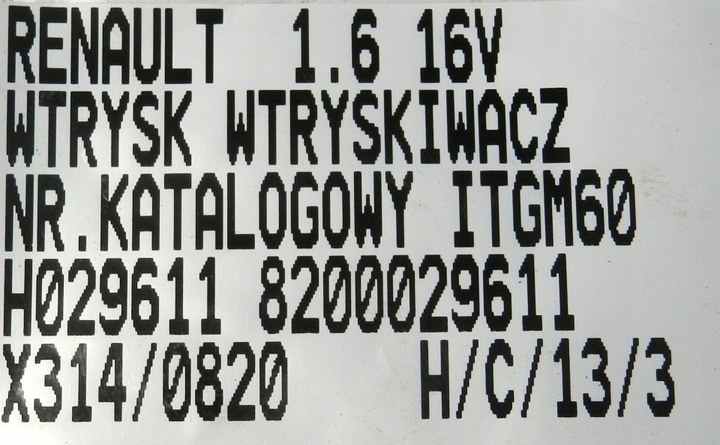 RENAULT 1.6 16V
WTRYSK WTRYSKIWACZ
NR.KATALOGOWY ITGM60
H029611 8200029611
X314/0820 H/C/13/3